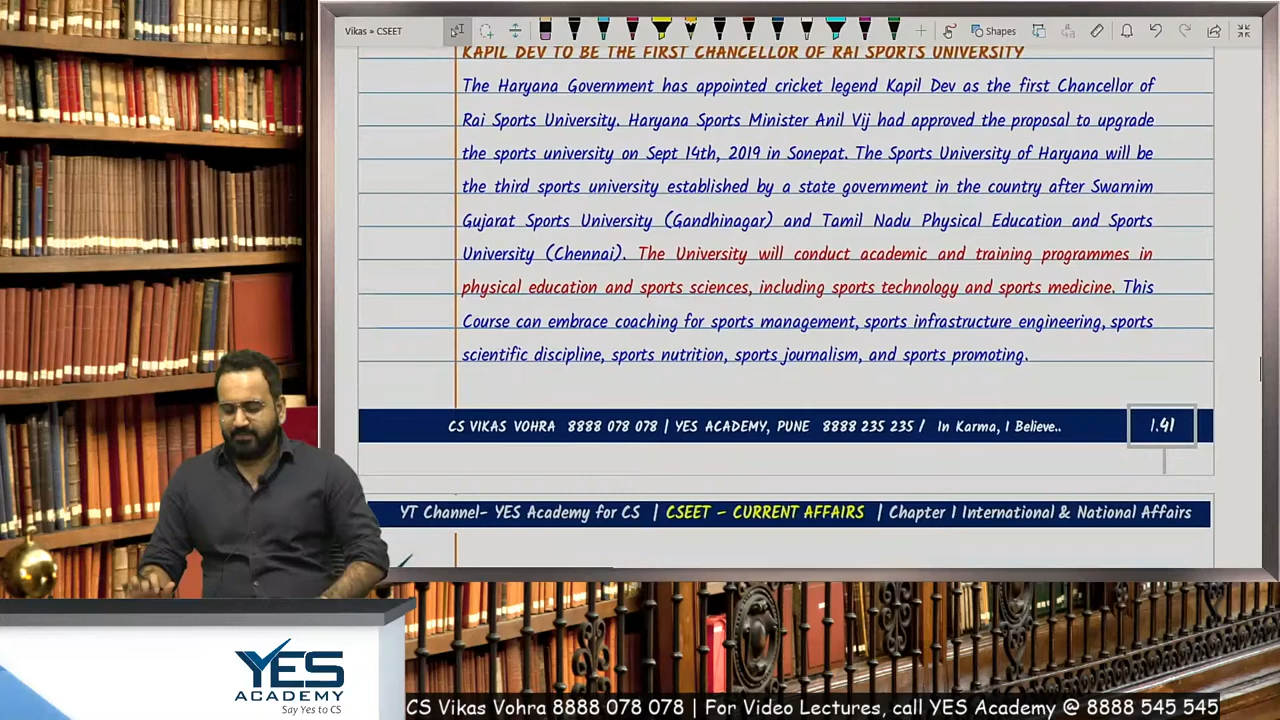 Vikas » CSEET
Shapes
KAPIL DEV TO BE THE FIRST CHANCELLOR OF RAI SPORTS UNIVERSITY
The Haryana Government has appointed cricket legend Kapil Dev as the first Chancellor of
Rai Sports University. Haryana Sports Minister Anil Vij had approved the proposal to upgrade
the sports university on Sept 14th, 2019 in Sonepat. The Sports University of Haryana will be
the third sports university established by a state government in the country after Swarnim
Gujarat Sports University (Gandhinagar) and Tamil Nadu Physical Education and Sports
University (Chennai). The University will conduct academic and training programmes in
physical education and sports sciences, including sports technology and sports medicine. This
Course can embrace coaching for sports management, sports infrastructure engineering, sports
scientific discipline, sports nutrition, sports journalism, and sports promoting.
CS VIKAS VOHRA 8888 078 078 | YES ACADEMY, PUNE 8888 235 235 / In Karma, I Believe..
1.41
YT Channel- YES Academy for CS | CSEET – CURRENT AFFAIRS | Chapter 1 International & National Affairs
YES
ACADEMY
Say Yes to CS
CS Vikas Vohra 8888 078 078 | For Video Lectures, call YES Academy @ 8888 545 545